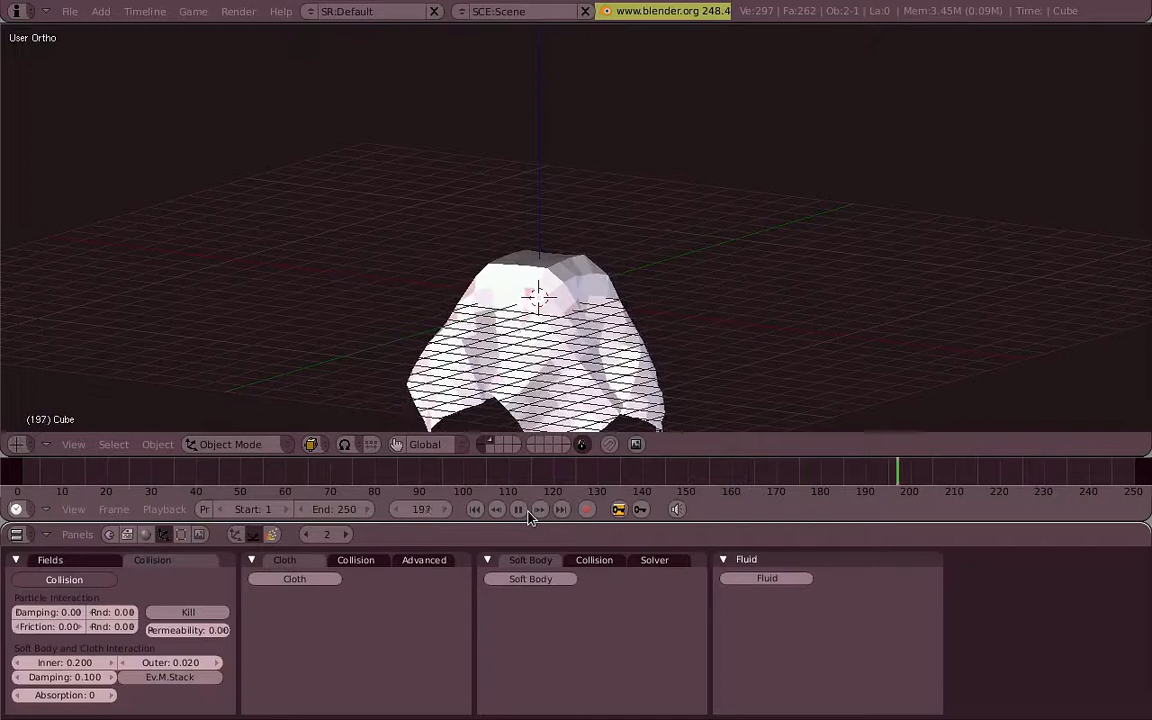 File Add Timeline Game Render Help SR:Default SCE:Scene www.blender.org 248.4 Ve:297 | Fa:262 | Ob:2-1 | La:0 | Mem:3.45M (0.09M) | Time: | Cube
User Ortho
(197) Cube
View Select Object Object Mode Global
0 10 20 30 40 50 60 70 80 90 100 110 120 130 140 150 160 170 180 190 200 210 220 230 240 250
View Frame Playback Pr Start: 1 End: 250 197
Panels 2
Fields Collision Cloth Collision Advanced Soft Body Collision Solver Fluid
Collision Cloth Soft Body Fluid
Particle Interaction
Damping: 0.00 Rnd: 0.00 Kill
Friction: 0.00 Rnd: 0.00 Permeability: 0.00
Soft Body and Cloth Interaction
Inner: 0.200 Outer: 0.020
Damping: 0.100 Ev.M.Stack
Absorption: 0